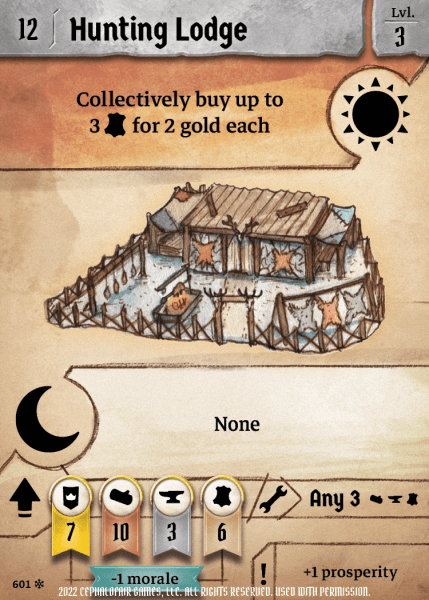 12 Hunting Lodge
Lvl.
3
Collectively buy up to
3 for 2 gold each
None
7 10 3 6
Any 3
601
-1 morale
! +1 prosperity
2022 CEPHALOFAIR GAMES, LLC. ALL RIGHTS RESERVED. USED WITH PERMISSION.